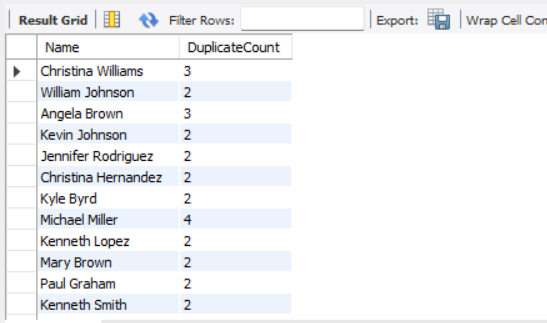 Result Grid Filter Rows: Export: Wrap Cell Con
Name DuplicateCount
Christina Williams 3
William Johnson 2
Angela Brown 3
Kevin Johnson 2
Jennifer Rodriguez 2
Christina Hernandez 2
Kyle Byrd 2
Michael Miller 4
Kenneth Lopez 2
Mary Brown 2
Paul Graham 2
Kenneth Smith 2